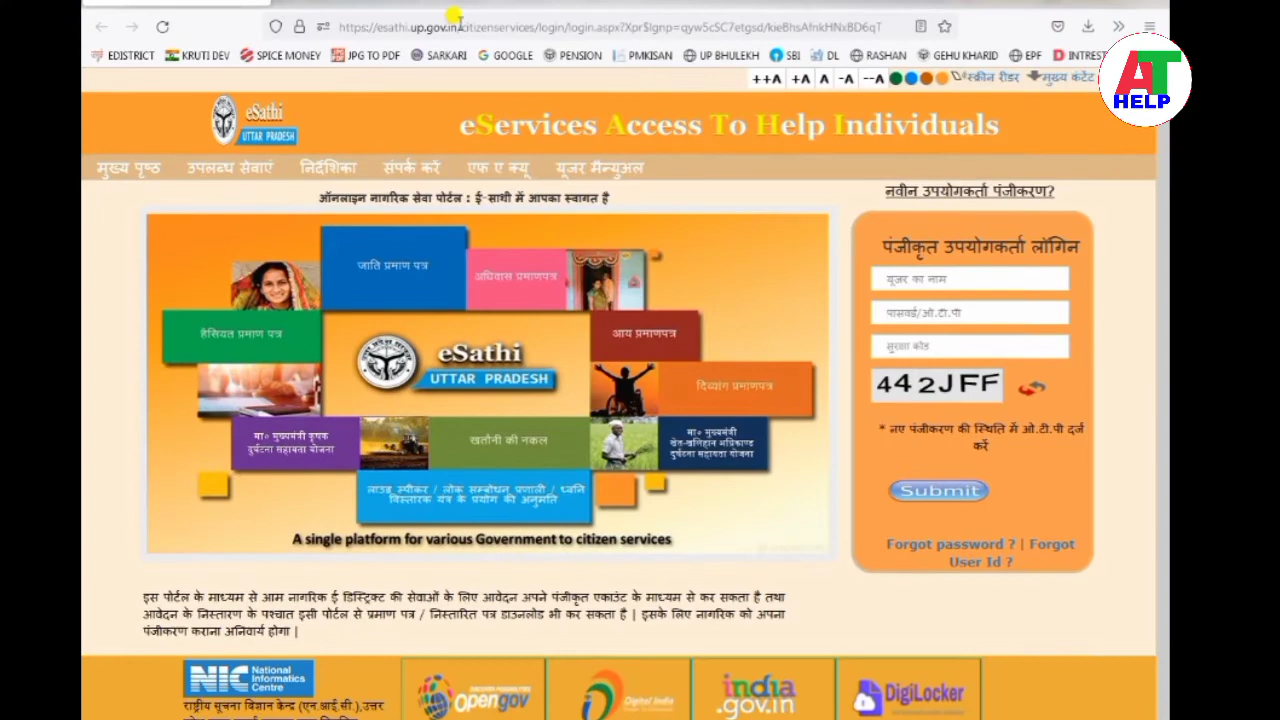 https://esathi.up.gov.in/citizenservices/login/login.aspx?Xpr$lgnp=qyw5cSC7etgsd/kieBhsAfnkHNxBD6qT
EDISTRICT KRUTI DEV SPICE MONEY JPG TO PDF SARKARI GOOGLE PENSION PMKISAN UP BHULEKH SBI DL RASHAN GEHU KHARID EPF INTREST
AT
HELP
++A +A A -A --A स्क्रीन रीडर मुख्य कंटेंट
eSathi
UTTAR PRADESH
eServices Access To Help Individuals
मुख्य पृष्ठ उपलब्ध सेवाएं निर्देशिका संपर्क करें एफ ए क्यू यूजर मैन्युअल
ऑनलाइन नागरिक सेवा पोर्टल : ई-साथी में आपका स्वागत है
नवीन उपयोगकर्ता पंजीकरण?
जाति प्रमाण पत्र
अधिवास प्रमाणपत्र
हैसियत प्रमाण पत्र
आय प्रमाणपत्र
eSathi
UTTAR PRADESH
दिव्यांग प्रमाणपत्र
मा० मुख्यमंत्री कृषक
दुर्घटना सहायता योजना
खतौनी की नकल
मा० मुख्यमंत्री
खेत-खलिहान अग्निकाण्ड
दुर्घटना सहायता योजना
लाउड स्पीकर / लोक सम्बोधन प्रणाली / ध्वनि
विस्तारक यंत्र के प्रयोग की अनुमति
A single platform for various Government to citizen services
पंजीकृत उपयोगकर्ता लॉगिन
यूजर का नाम
पासवर्ड/ओ.टी.पी
सुरक्षा कोड
442JFF
* नए पंजीकरण की स्थिति में ओ.टी.पी दर्ज
करें
Submit
Forgot password ? | Forgot
User Id ?
इस पोर्टल के माध्यम से आम नागरिक ई डिस्ट्रिक्ट की सेवाओं के लिए आवेदन अपने पंजीकृत एकाउंट के माध्यम से कर सकता है तथा
आवेदन के निस्तारण के पश्चात इसी पोर्टल से प्रमाण पत्र / निस्तारित पत्र डाउनलोड भी कर सकता है | इसके लिए नागरिक को अपना
पंजीकरण कराना अनिवार्य होगा |
NIC National
Informatics
Centre
राष्ट्रीय सूचना विज्ञान केन्द्र (एन.आई.सी.),उत्तर
opengov
Digital India
india
.gov.in
DigiLocker